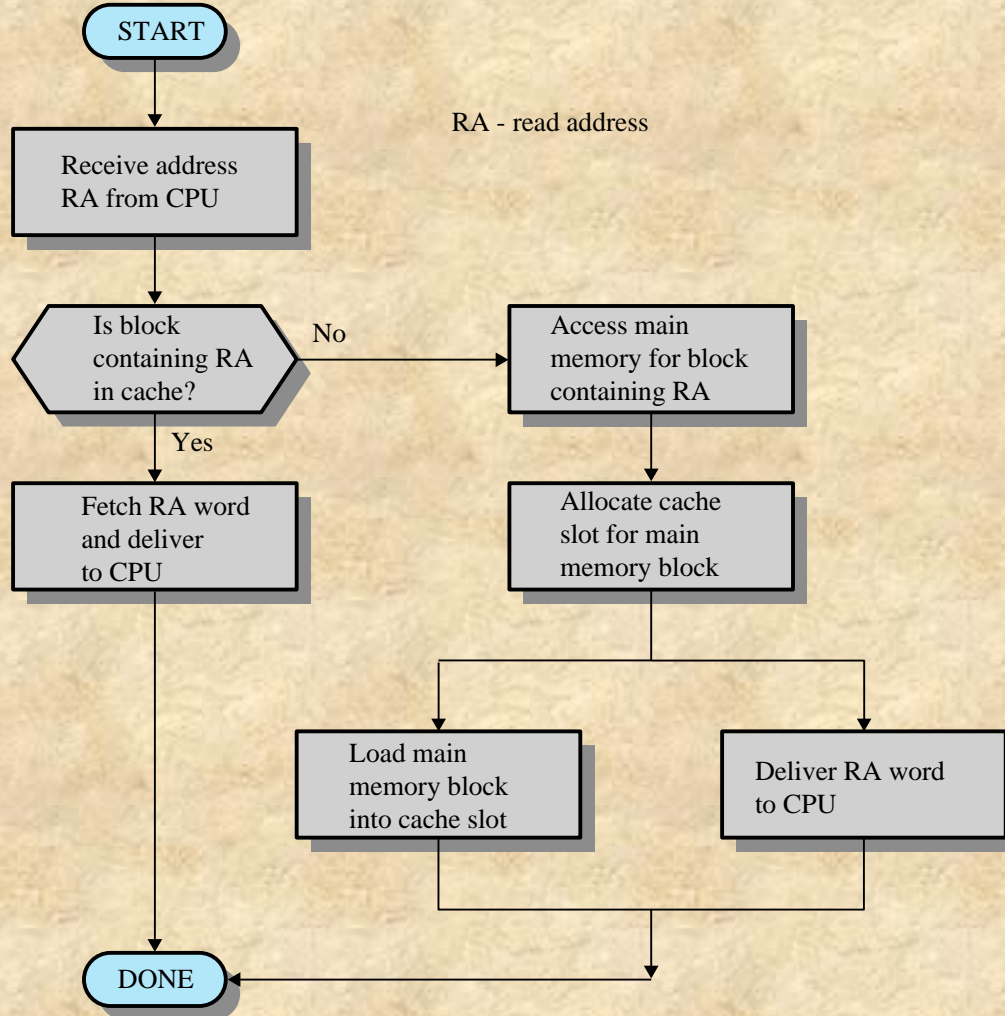 START
RA - read address
Receive address
RA from CPU
Is block
containing RA
in cache?
No
Access main
memory for block
containing RA
Yes
Fetch RA word
and deliver
to CPU
Allocate cache
slot for main
memory block
Load main
memory block
into cache slot
Deliver RA word
to CPU
DONE